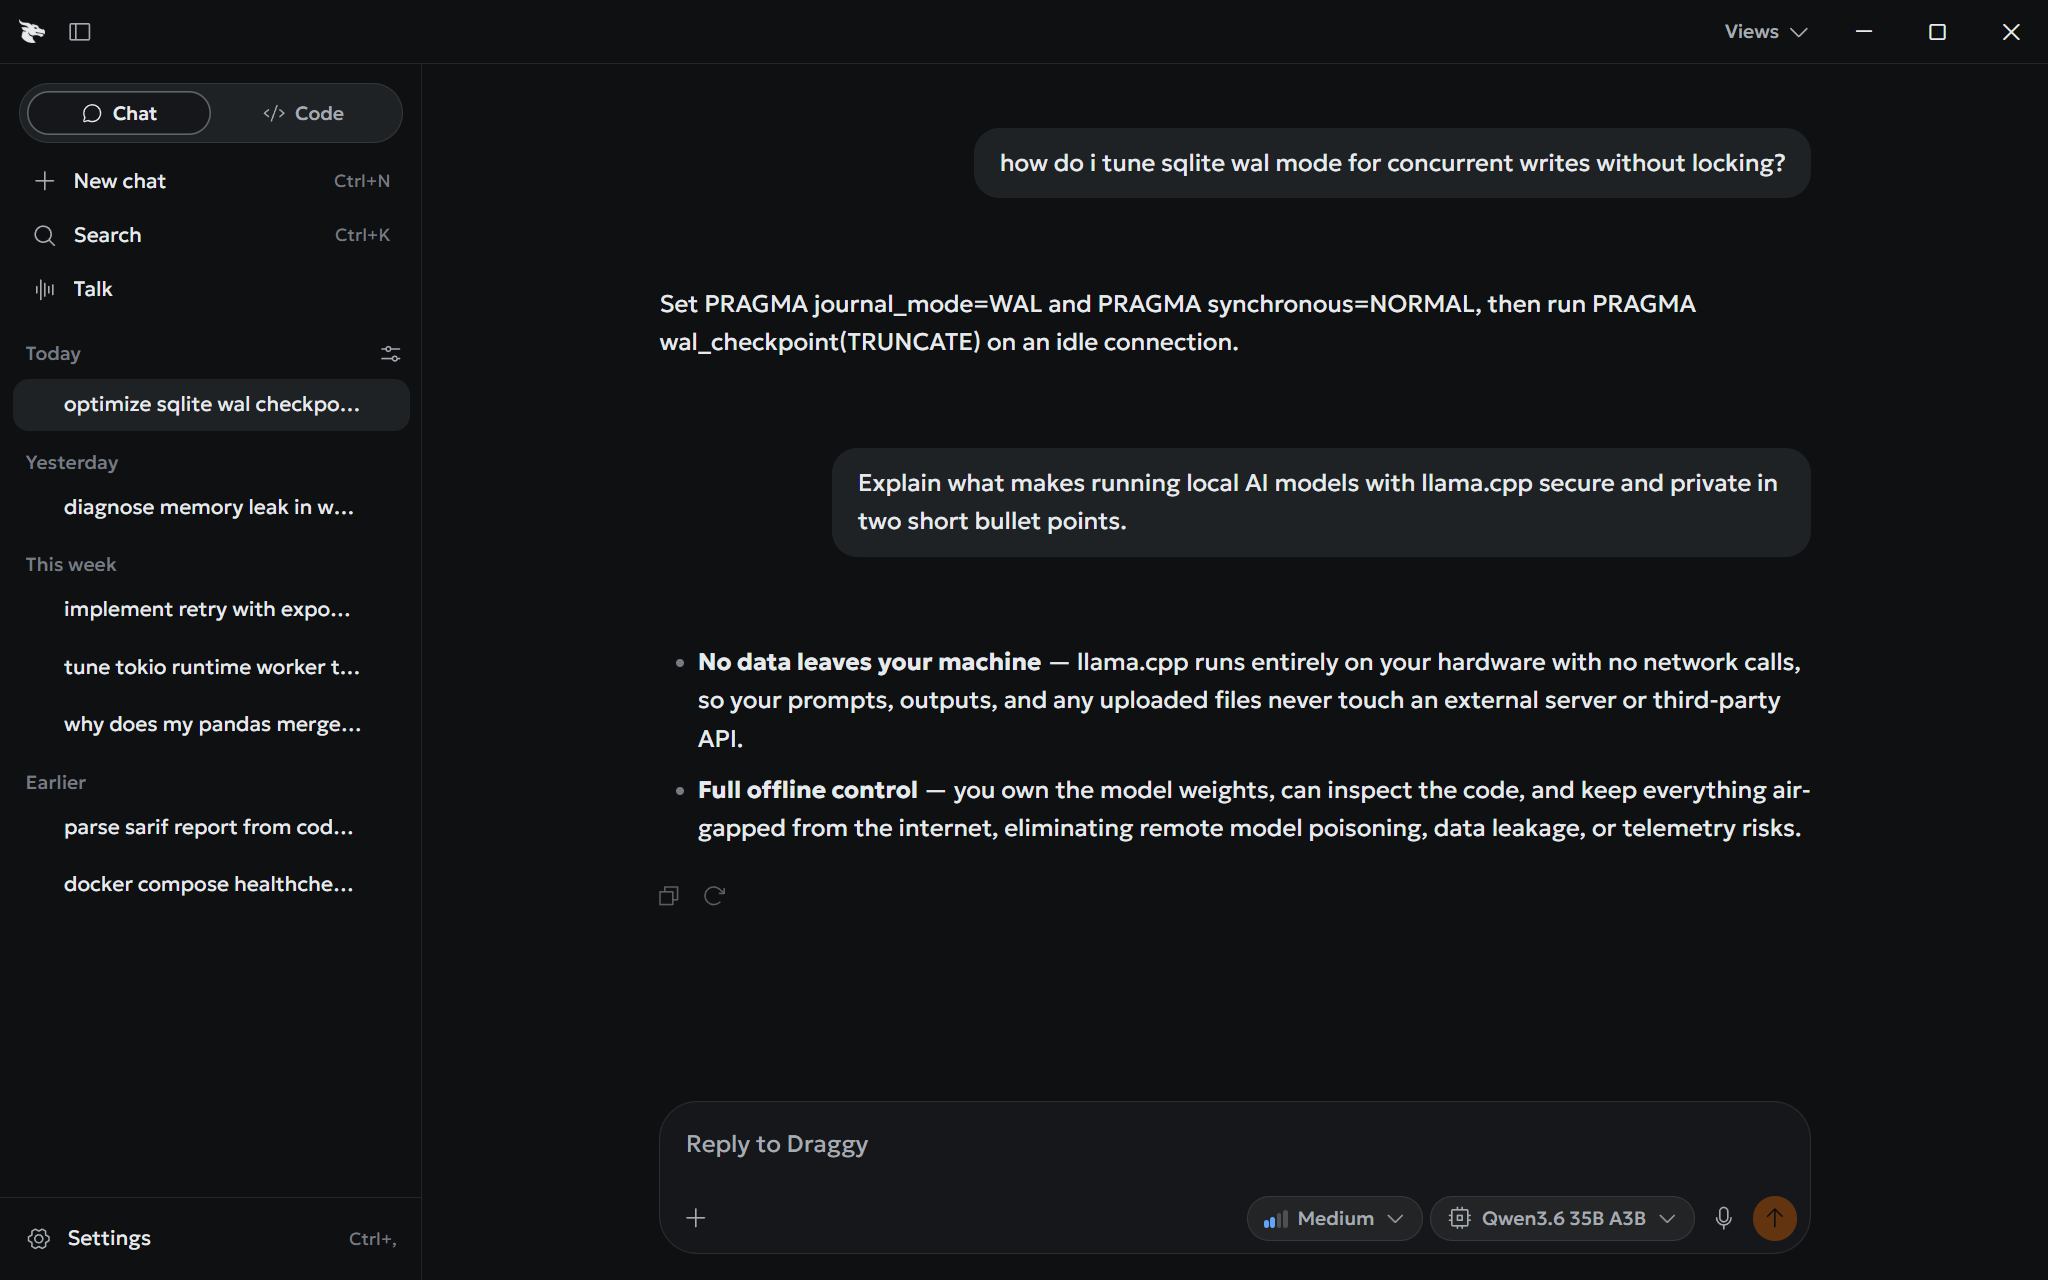 Views
Chat
Code
New chat Ctrl+N
Search Ctrl+K
Talk
Today
optimize sqlite wal checkpo...
Yesterday
diagnose memory leak in w...
This week
implement retry with expo...
tune tokio runtime worker t...
why does my pandas merge...
Earlier
parse sarif report from cod...
docker compose healthche...
Settings Ctrl+,
how do i tune sqlite wal mode for concurrent writes without locking?
Set PRAGMA journal_mode=WAL and PRAGMA synchronous=NORMAL, then run PRAGMA
wal_checkpoint(TRUNCATE) on an idle connection.
Explain what makes running local AI models with llama.cpp secure and private in
two short bullet points.
• No data leaves your machine — llama.cpp runs entirely on your hardware with no network calls,
so your prompts, outputs, and any uploaded files never touch an external server or third-party
API.
• Full offline control — you own the model weights, can inspect the code, and keep everything air-
gapped from the internet, eliminating remote model poisoning, data leakage, or telemetry risks.
Reply to Draggy
Medium
Qwen3.6 35B A3B